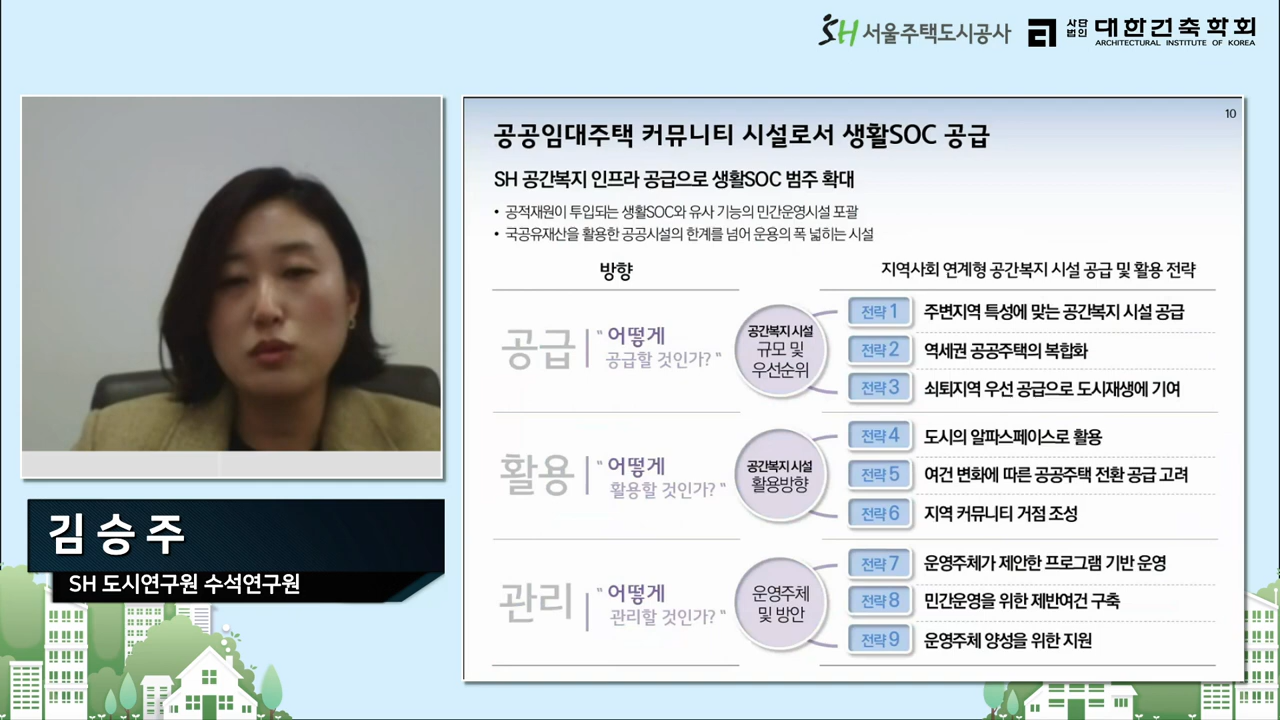 SH 서울주택도시공사
사단법인 대한건축학회
ARCHITECTURAL INSTITUTE OF KOREA
10
공공임대주택 커뮤니티 시설로서 생활SOC 공급
SH 공간복지 인프라 공급으로 생활SOC 범주 확대
• 공적재원이 투입되는 생활SOC와 유사 기능의 민간운영시설 포괄
• 국공유재산을 활용한 공공시설의 한계를 넘어 운용의 폭 넓히는 시설
방향
지역사회 연계형 공간복지 시설 공급 및 활용 전략
공급
“ 어떻게
공급할 것인가? ”
공간복지 시설
규모 및
우선순위
전략 1 주변지역 특성에 맞는 공간복지 시설 공급
전략 2 역세권 공공주택의 복합화
전략 3 쇠퇴지역 우선 공급으로 도시재생에 기여
활용
“ 어떻게
활용할 것인가? ”
공간복지 시설
활용방향
전략 4 도시의 알파스페이스로 활용
전략 5 여건 변화에 따른 공공주택 전환 공급 고려
전략 6 지역 커뮤니티 거점 조성
관리
“ 어떻게
관리할 것인가? ”
운영주체
및 방안
전략 7 운영주체가 제안한 프로그램 기반 운영
전략 8 민간운영을 위한 제반여건 구축
전략 9 운영주체 양성을 위한 지원
김승주
SH 도시연구원 수석연구원